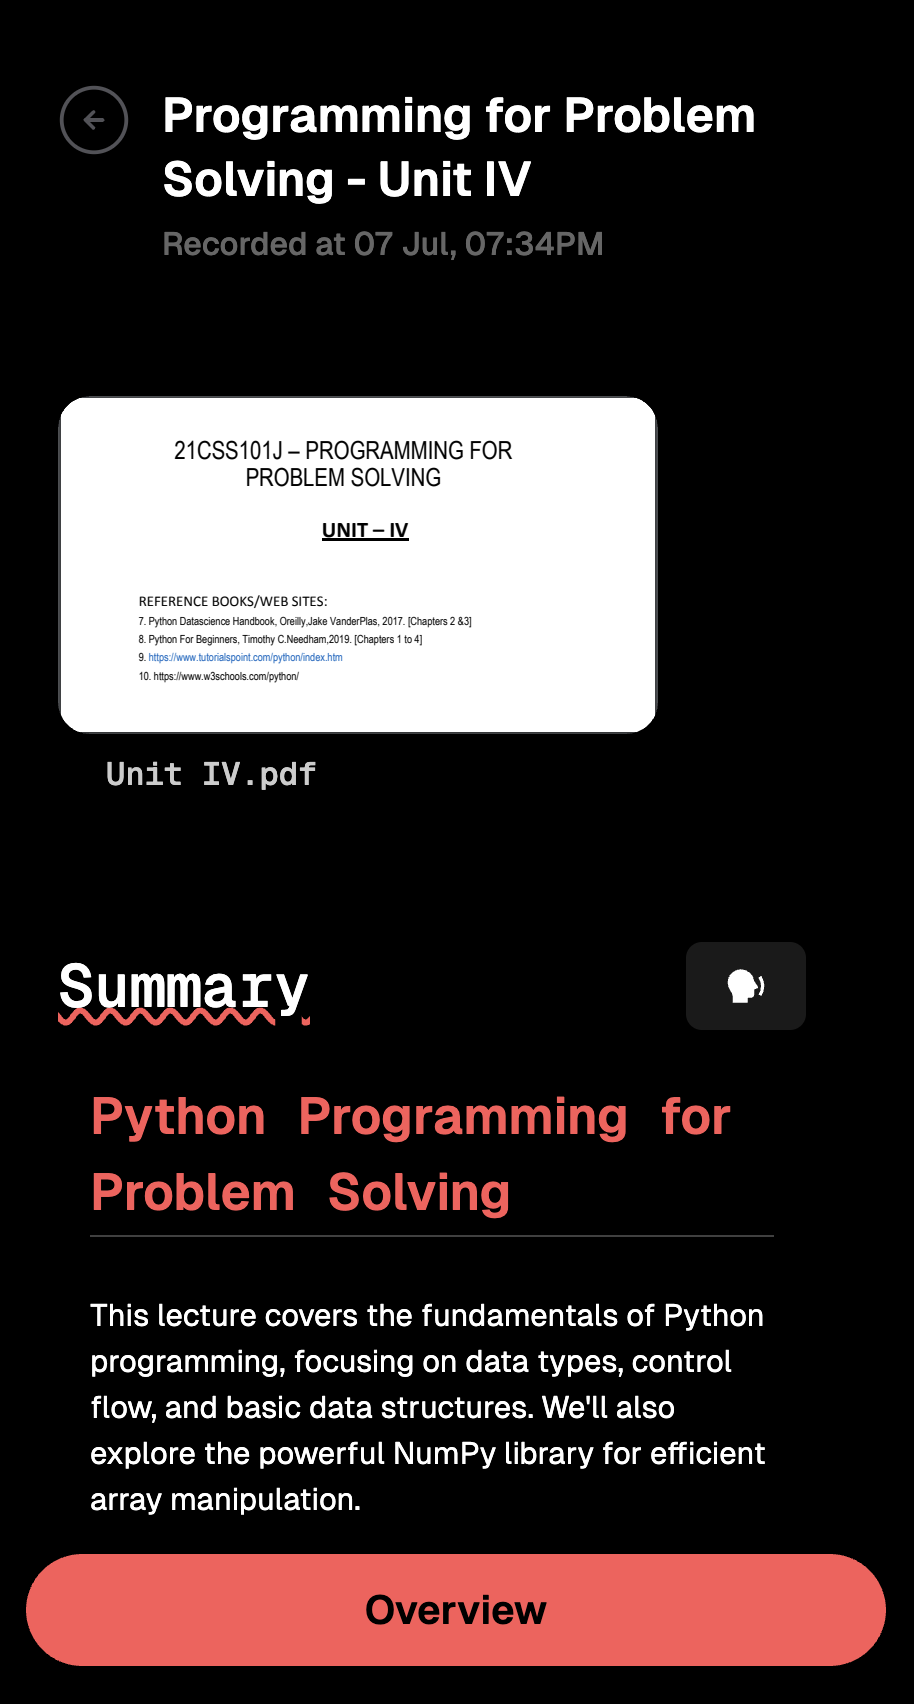 Programming for Problem
Solving - Unit IV
Recorded at 07 Jul, 07:34PM
21CSS101J – PROGRAMMING FOR
PROBLEM SOLVING
UNIT – IV
REFERENCE BOOKS/WEB SITES:
7. Python Datascience Handbook, Oreilly,Jake VanderPlas, 2017. [Chapters 2 &3]
8. Python For Beginners, Timothy C.Needham,2019. [Chapters 1 to 4]
9. https://www.tutorialspoint.com/python/index.htm
10. https://www.w3schools.com/python/
Unit IV.pdf
Summary
Python Programming for
Problem Solving
This lecture covers the fundamentals of Python
programming, focusing on data types, control
flow, and basic data structures. We'll also
explore the powerful NumPy library for efficient
array manipulation.
Overview